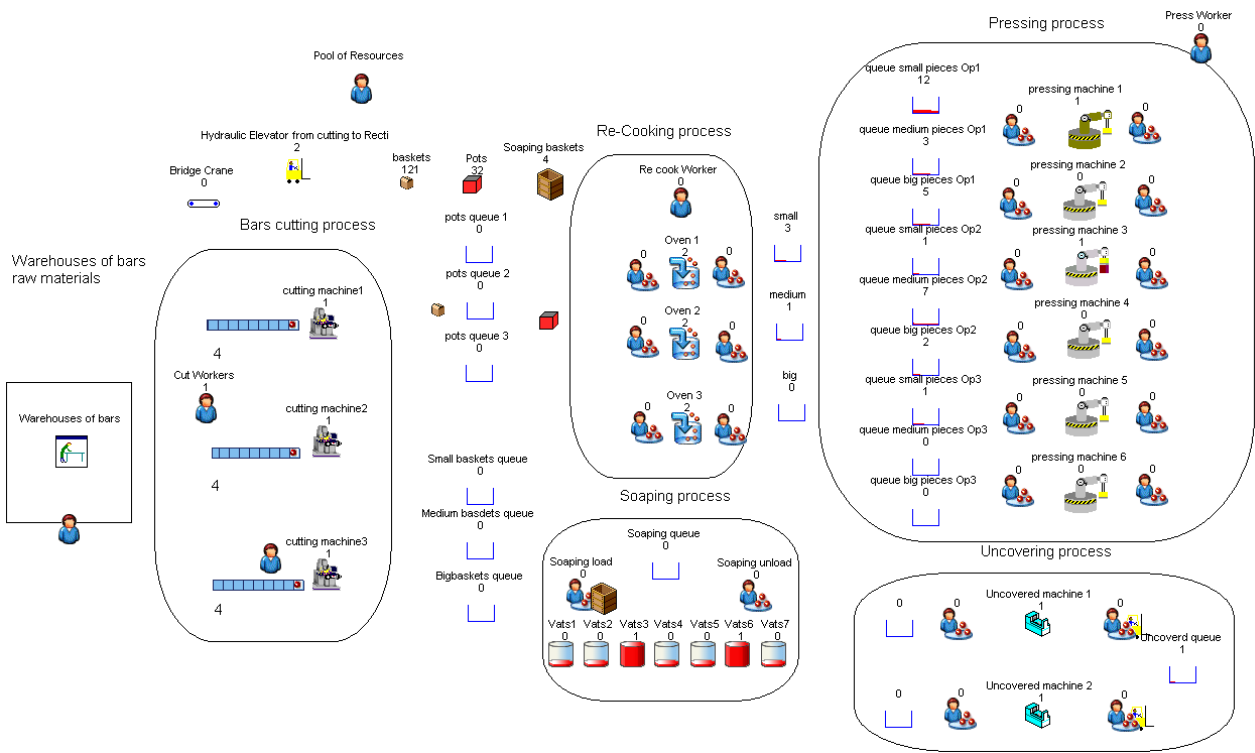 Pressing process
Press Worker
0
Pool of Resources
Hydraulic Elevator from cutting to Recti
2
Bridge Crane
0
baskets
121
Pots
32
Soaping baskets
4
Bars cutting process
Warehouses of bars
raw materials
Warehouses of bars
cutting machine1
1
4
Cut Workers
1
cutting machine2
1
4
cutting machine3
1
4
pots queue 1
0
pots queue 2
0
pots queue 3
0
Small baskets queue
0
Medium basdets queue
0
Bigbaskets queue
0
Re-Cooking process
Re cook Worker
0
Oven 1
0 2 0
Oven 2
0 2 0
Oven 3
0 2 0
small
3
medium
1
big
0
Soaping process
Soaping queue
0
Soaping load
0
Soaping unload
0
Vats1 Vats2 Vats3 Vats4 Vats5 Vats6 Vats7
0 0 1 0 0 1 0
queue small pieces Op1
12
queue medium pieces Op1
3
queue big pieces Op1
5
queue small pieces Op2
1
queue medium pieces Op2
7
queue big pieces Op2
2
queue small pieces Op3
1
queue medium pieces Op3
0
queue big pieces Op3
0
pressing machine 1
0 1 0
pressing machine 2
0 0 0
pressing machine 3
0 1 0
pressing machine 4
0 0 0
pressing machine 5
0 0 0
pressing machine 6
0 0 0
Uncovering process
Uncovered machine 1
0 0 1 0
Uncoverd queue
1
Uncovered machine 2
0 0 1 0